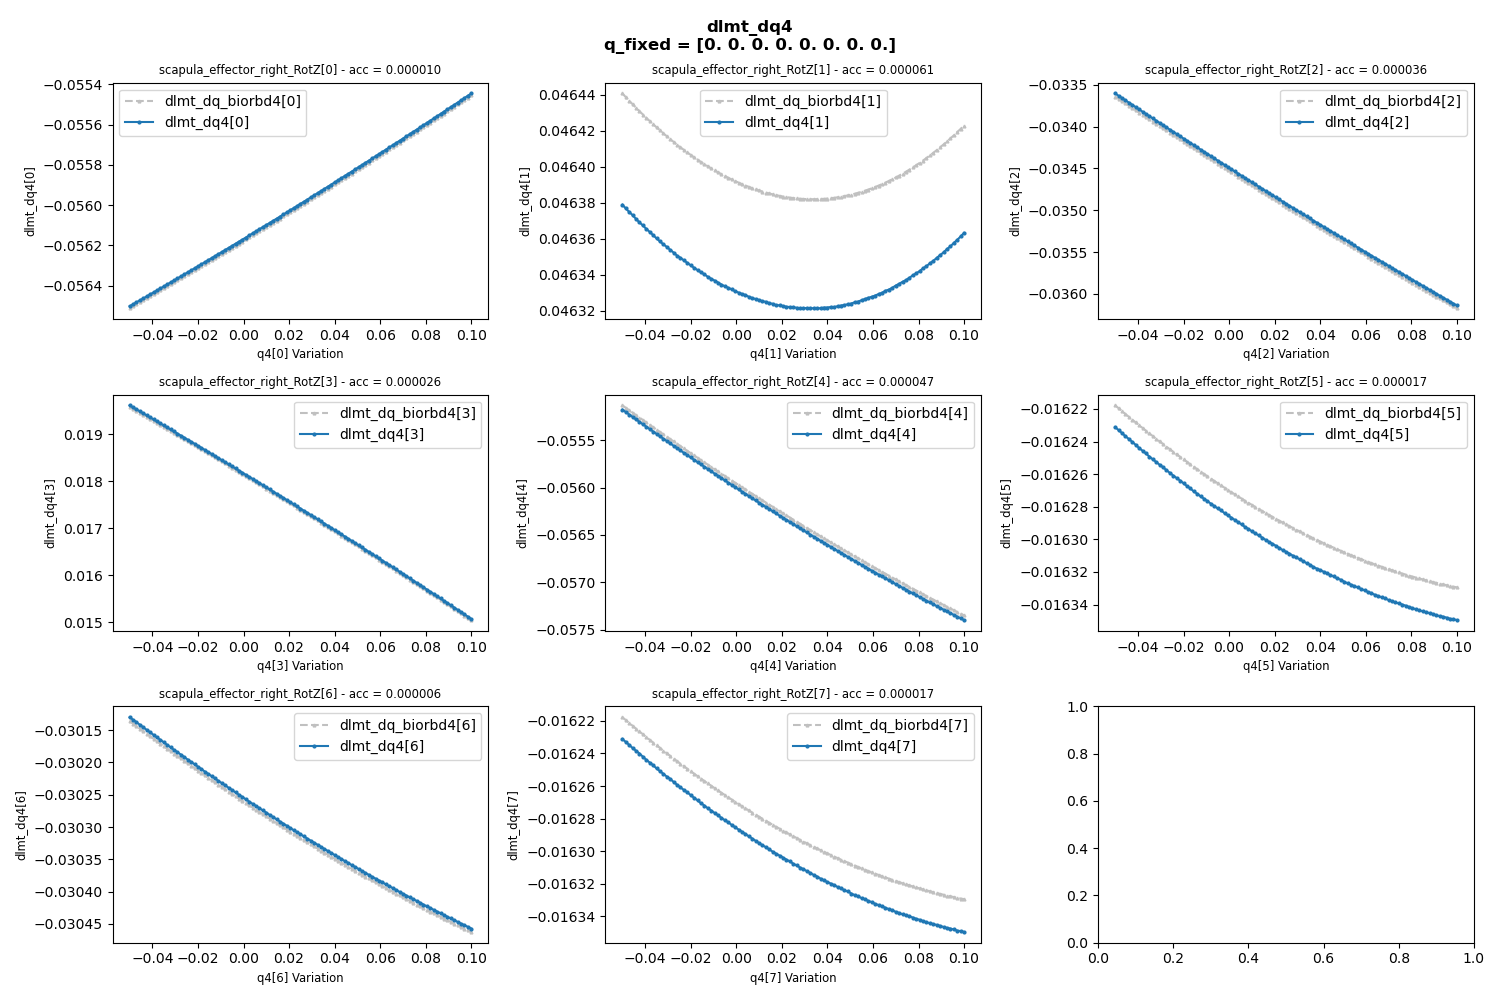 dlmt_dq4
q_fixed = [0. 0. 0. 0. 0. 0. 0. 0.]
scapula_effector_right_RotZ[0] - acc = 0.000010
dlmt_dq4[0]
−0.0554
−0.0556
−0.0558
−0.0560
−0.0562
−0.0564
dlmt_dq_biorbd4[0]
dlmt_dq4[0]
−0.04 −0.02 0.00 0.02 0.04 0.06 0.08 0.10
q4[0] Variation
scapula_effector_right_RotZ[1] - acc = 0.000061
dlmt_dq4[1]
0.04644
0.04642
0.04640
0.04638
0.04636
0.04634
0.04632
dlmt_dq_biorbd4[1]
dlmt_dq4[1]
−0.04 −0.02 0.00 0.02 0.04 0.06 0.08 0.10
q4[1] Variation
scapula_effector_right_RotZ[2] - acc = 0.000036
dlmt_dq4[2]
−0.0335
−0.0340
−0.0345
−0.0350
−0.0355
−0.0360
dlmt_dq_biorbd4[2]
dlmt_dq4[2]
−0.04 −0.02 0.00 0.02 0.04 0.06 0.08 0.10
q4[2] Variation
scapula_effector_right_RotZ[3] - acc = 0.000026
dlmt_dq4[3]
0.019
0.018
0.017
0.016
0.015
dlmt_dq_biorbd4[3]
dlmt_dq4[3]
−0.04 −0.02 0.00 0.02 0.04 0.06 0.08 0.10
q4[3] Variation
scapula_effector_right_RotZ[4] - acc = 0.000047
dlmt_dq4[4]
−0.0555
−0.0560
−0.0565
−0.0570
−0.0575
dlmt_dq_biorbd4[4]
dlmt_dq4[4]
−0.04 −0.02 0.00 0.02 0.04 0.06 0.08 0.10
q4[4] Variation
scapula_effector_right_RotZ[5] - acc = 0.000017
dlmt_dq4[5]
−0.01622
−0.01624
−0.01626
−0.01628
−0.01630
−0.01632
−0.01634
dlmt_dq_biorbd4[5]
dlmt_dq4[5]
−0.04 −0.02 0.00 0.02 0.04 0.06 0.08 0.10
q4[5] Variation
scapula_effector_right_RotZ[6] - acc = 0.000006
dlmt_dq4[6]
−0.03015
−0.03020
−0.03025
−0.03030
−0.03035
−0.03040
−0.03045
dlmt_dq_biorbd4[6]
dlmt_dq4[6]
−0.04 −0.02 0.00 0.02 0.04 0.06 0.08 0.10
q4[6] Variation
scapula_effector_right_RotZ[7] - acc = 0.000017
dlmt_dq4[7]
−0.01622
−0.01624
−0.01626
−0.01628
−0.01630
−0.01632
−0.01634
dlmt_dq_biorbd4[7]
dlmt_dq4[7]
−0.04 −0.02 0.00 0.02 0.04 0.06 0.08 0.10
q4[7] Variation
1.0
0.8
0.6
0.4
0.2
0.0
0.0 0.2 0.4 0.6 0.8 1.0